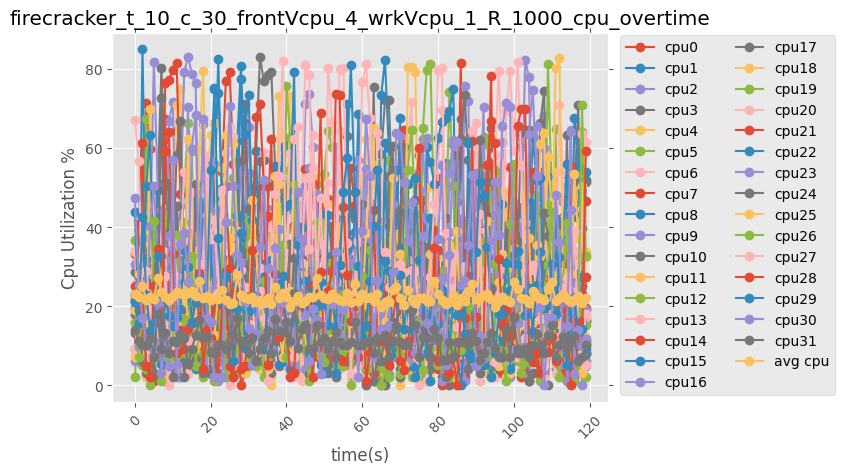 firecracker_t_10_c_30_frontVcpu_4_wrkVcpu_1_R_1000_cpu_overtime
Cpu Utilization %
80
60
40
20
0
0
20
40
60
80
100
120
time(s)
cpu0
cpu1
cpu2
cpu3
cpu4
cpu5
cpu6
cpu7
cpu8
cpu9
cpu10
cpu11
cpu12
cpu13
cpu14
cpu15
cpu16
cpu17
cpu18
cpu19
cpu20
cpu21
cpu22
cpu23
cpu24
cpu25
cpu26
cpu27
cpu28
cpu29
cpu30
cpu31
avg cpu